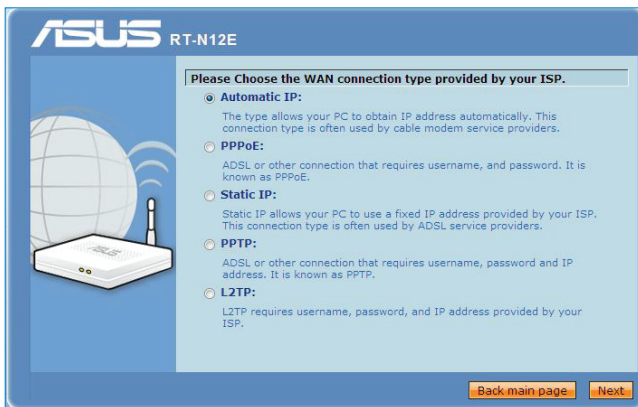 ASUS RT-N12E
Please Choose the WAN connection type provided by your ISP.
Automatic IP:
The type allows your PC to obtain IP address automatically. This
connection type is often used by cable modem service providers.
PPPoE:
ADSL or other connection that requires username, and password. It is
known as PPPoE.
Static IP:
Static IP allows your PC to use a fixed IP address provided by your ISP.
This connection type is often used by ADSL service providers.
PPTP:
ADSL or other connection that requires username, password and IP
address. It is known as PPTP.
L2TP:
L2TP requires username, password, and IP address provided by your
ISP.
ASUS
Back main page Next